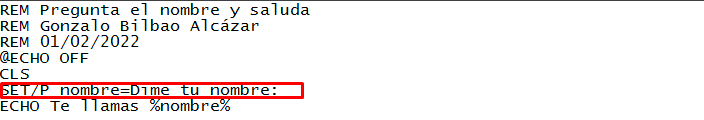 REM Pregunta el nombre y saluda
REM Gonzalo Bilbao Alcázar
REM 01/02/2022
@ECHO OFF
CLS
SET/P nombre=Dime tu nombre:
ECHO Te llamas %nombre%